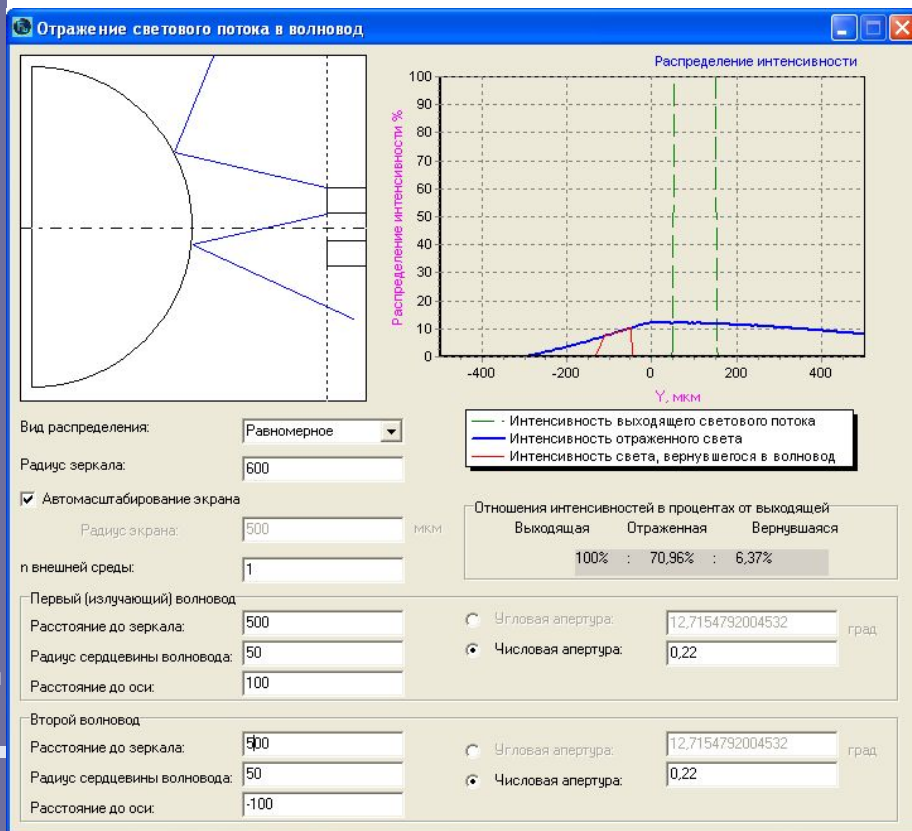 Отражение светового потока в волновод
Распределение интенсивности
Распределение интенсивности %
100
90
80
70
60
50
40
30
20
10
0
-400 -200 0 200 400
Y, мкм
Интенсивность выходящего светового потока
Интенсивность отраженного света
Интенсивность света, вернувшегося в волновод
Вид распределения: Равномерное
Радиус зеркала: 600
Автомасштабирование экрана
Радиус экрана: 500 мкм
n внешней среды: 1
Отношения интенсивностей в процентах от выходящей
Выходящая Отраженная Вернувшаяся
100% : 70,96% : 6,37%
Первый (излучающий) волновод
Расстояние до зеркала: 500
Радиус сердцевины волновода: 50
Расстояние до оси: 100
Угловая апертура: 12,7154792004532 град
Числовая апертура: 0,22
Второй волновод
Расстояние до зеркала: 500
Радиус сердцевины волновода: 50
Расстояние до оси: -100
Угловая апертура: 12,7154792004532 град
Числовая апертура: 0,22